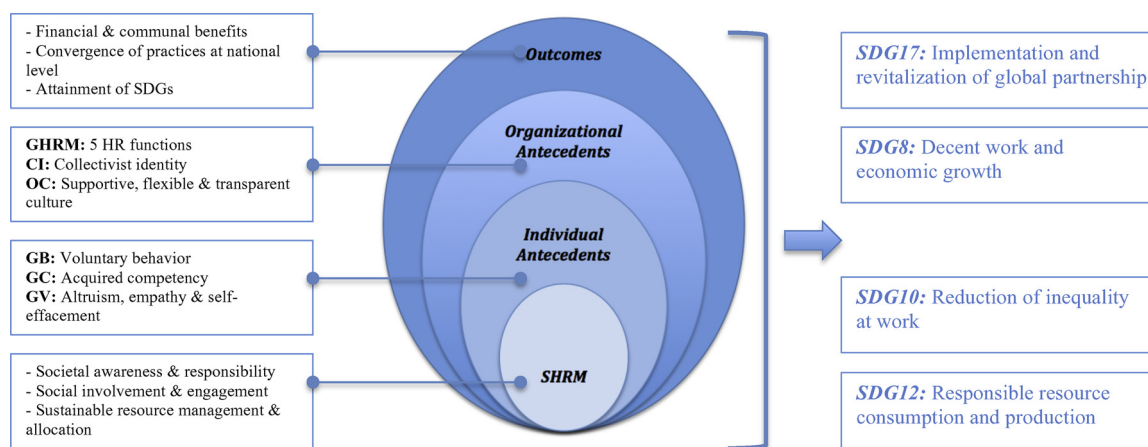 - Financial & communal benefits
- Convergence of practices at national
level
- Attainment of SDGs
GHRM: 5 HR functions
CI: Collectivist identity
OC: Supportive, flexible & transparent
culture
GB: Voluntary behavior
GC: Acquired competency
GV: Altruism, empathy & self-
effacement
- Societal awareness & responsibility
- Social involvement & engagement
- Sustainable resource management &
allocation
Outcomes
Organizational
Antecedents
Individual
Antecedents
SHRM
SDG17: Implementation and
revitalization of global partnership
SDG8: Decent work and
economic growth
SDG10: Reduction of inequality
at work
SDG12: Responsible resource
consumption and production